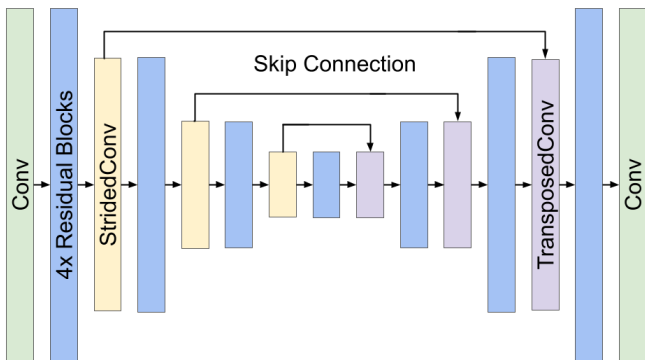 Conv
4x Residual Blocks
StridedConv
Skip Connection
TransposedConv
Conv